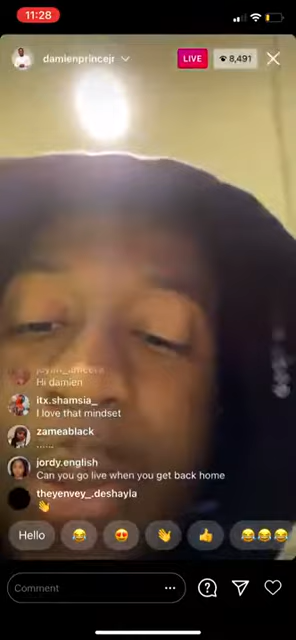 11:28
damienprincejr
LIVE
8,491
Hi damien
itx.shamsia_
I love that mindset
zameablack
......
jordy.english
Can you go live when you get back home
theyenvey_.deshayla
👋
Hello 😂 😍 👋 👍 😂😂😂
Comment